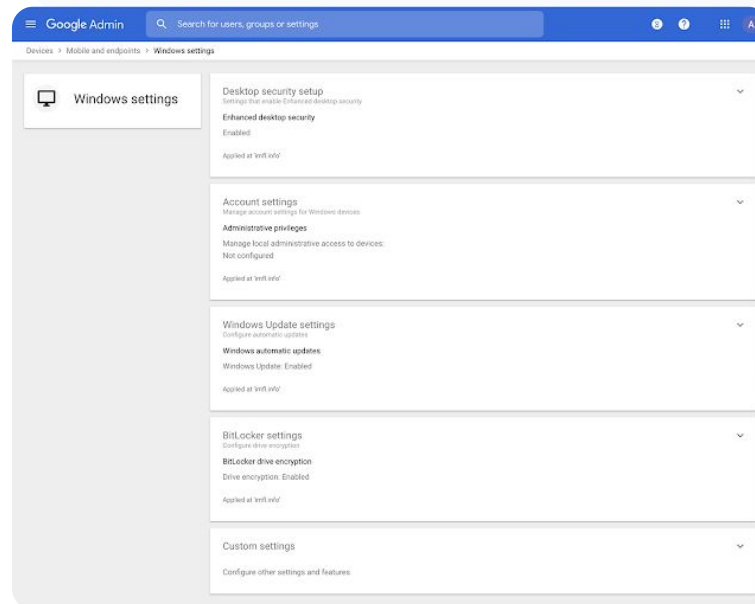 Google Admin
Search for users, groups or settings
Devices > Mobile and endpoints > Windows settings
Windows settings
Desktop security setup
Settings that enable Enhanced desktop security
Enhanced desktop security
Enabled
Account settings
Manage account settings for Windows devices
Administrative privileges
Manage local administrative access to devices:
Not configured
Windows Update settings
Configure automatic updates
Windows automatic updates
Windows Update: Enabled
BitLocker settings
Configure drive encryption
BitLocker drive encryption
Drive encryption: Enabled
Custom settings
Configure other settings and features